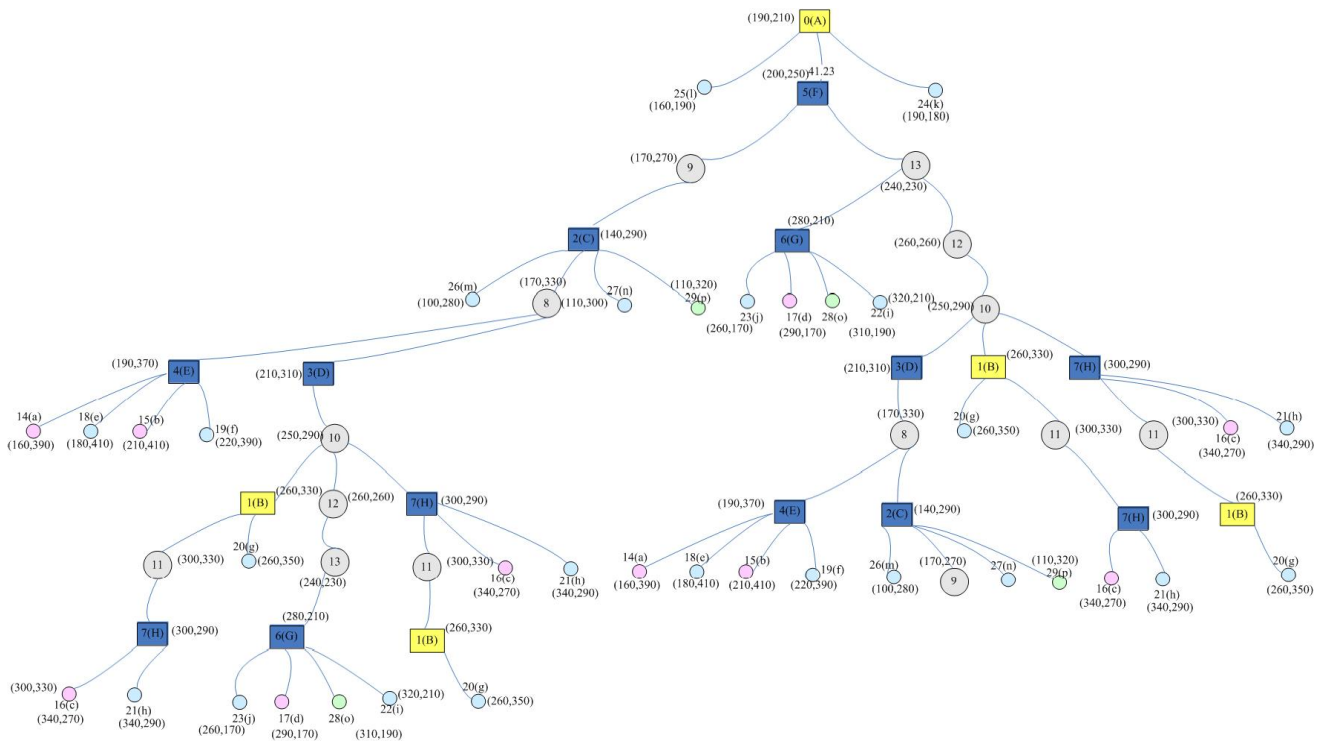 (190,210) 0(A)
(200,250) 41.23
25(l)
(160,190)
5(F)
24(k)
(190,180)
(170,270) 9
13
(240,230)
(280,210)
2(C) (140,290)
6(G)
(260,260) 12
26(m)
(100,280)
(170,330)
8
(110,300)
27(n)
(110,320)
29(p)
23(j)
(260,170)
17(d)
(290,170)
28(o)
(320,210)
22(i)
(310,190)
(250,290)
10
(190,370)
4(E)
(210,310) 3(D)
(210,310) 3(D)
(260,330)
1(B)
7(H) (300,290)
14(a)
(160,390)
18(e)
(180,410)
15(b)
(210,410)
19(f)
(220,390)
(250,290) 10
(170,330)
8
20(g)
(260,350)
11
(300,330)
11
(300,330)
16(c)
(340,270)
21(h)
(340,290)
(260,330)
1(B)
12 (260,260)
7(H) (300,290)
(190,370)
4(E)
2(C) (140,290)
7(H) (300,290)
(260,330)
1(B)
11 (300,330)
20(g)
(260,350)
13
(240,230)
11
(300,330)
16(c)
(340,270)
21(h)
(340,290)
14(a)
(160,390)
18(e)
(180,410)
15(b)
(210,410)
19(f)
(220,390)
26(m)
(100,280)
(170,270)
9
27(n)
(110,320)
29(p)
16(c)
(340,270)
21(h)
(340,290)
20(g)
(260,350)
7(H) (300,290)
(280,210)
6(G)
(260,330)
1(B)
(300,330)
16(c)
(340,270)
21(h)
(340,290)
23(j)
(260,170)
17(d)
(290,170)
28(o)
(320,210)
22(i)
(310,190)
20(g)
(260,350)